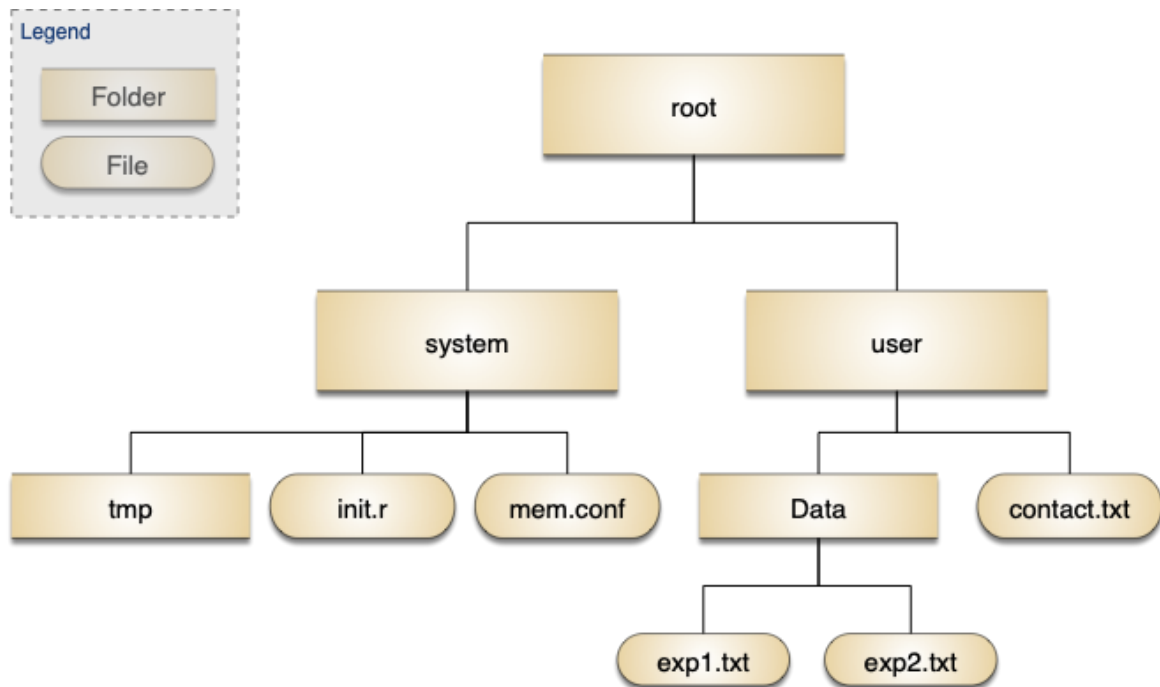 Legend
Folder
File
root
system
user
tmp
init.r
mem.conf
Data
contact.txt
exp1.txt
exp2.txt